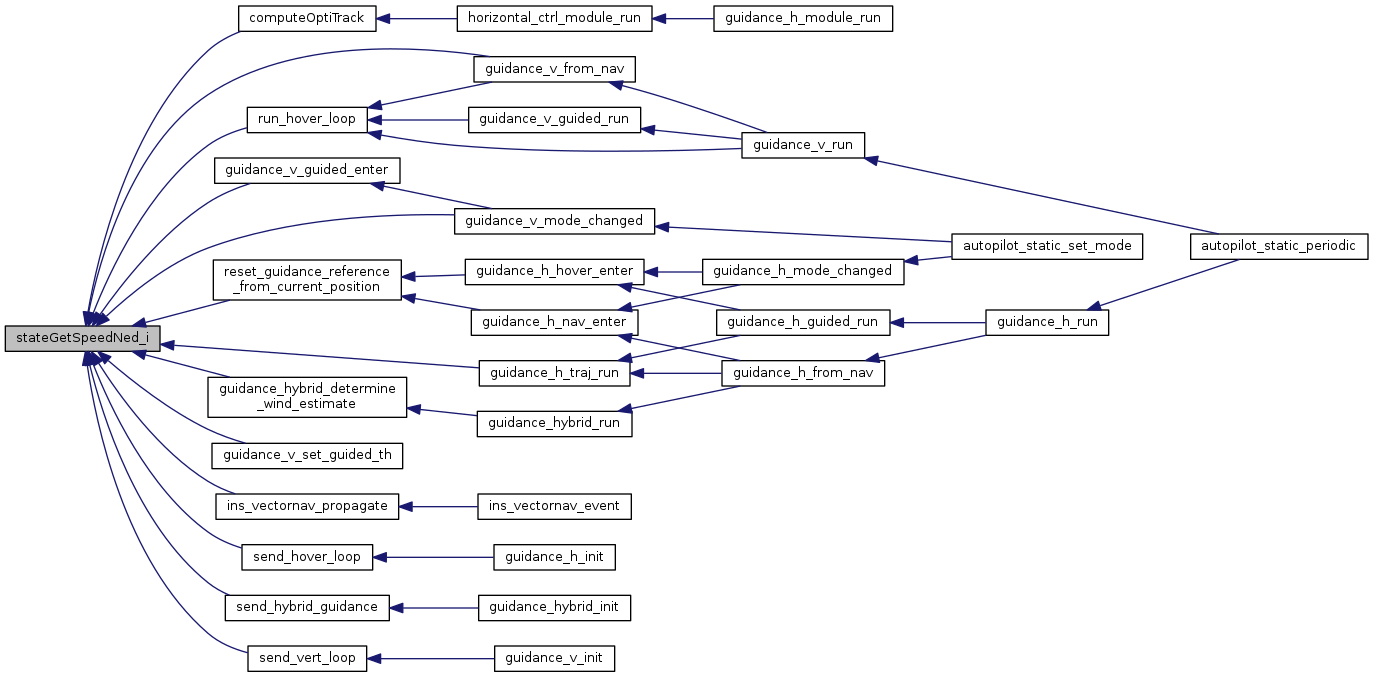 computeOptiTrack
horizontal_ctrl_module_run
guidance_h_module_run
guidance_v_from_nav
run_hover_loop
guidance_v_guided_run
guidance_v_run
guidance_v_guided_enter
guidance_v_mode_changed
autopilot_static_set_mode
autopilot_static_periodic
reset_guidance_reference
_from_current_position
guidance_h_hover_enter
guidance_h_mode_changed
guidance_h_nav_enter
guidance_h_guided_run
guidance_h_run
stateGetSpeedNed_i
guidance_h_traj_run
guidance_h_from_nav
guidance_hybrid_determine
_wind_estimate
guidance_hybrid_run
guidance_v_set_guided_th
ins_vectornav_propagate
ins_vectornav_event
send_hover_loop
guidance_h_init
send_hybrid_guidance
guidance_hybrid_init
send_vert_loop
guidance_v_init